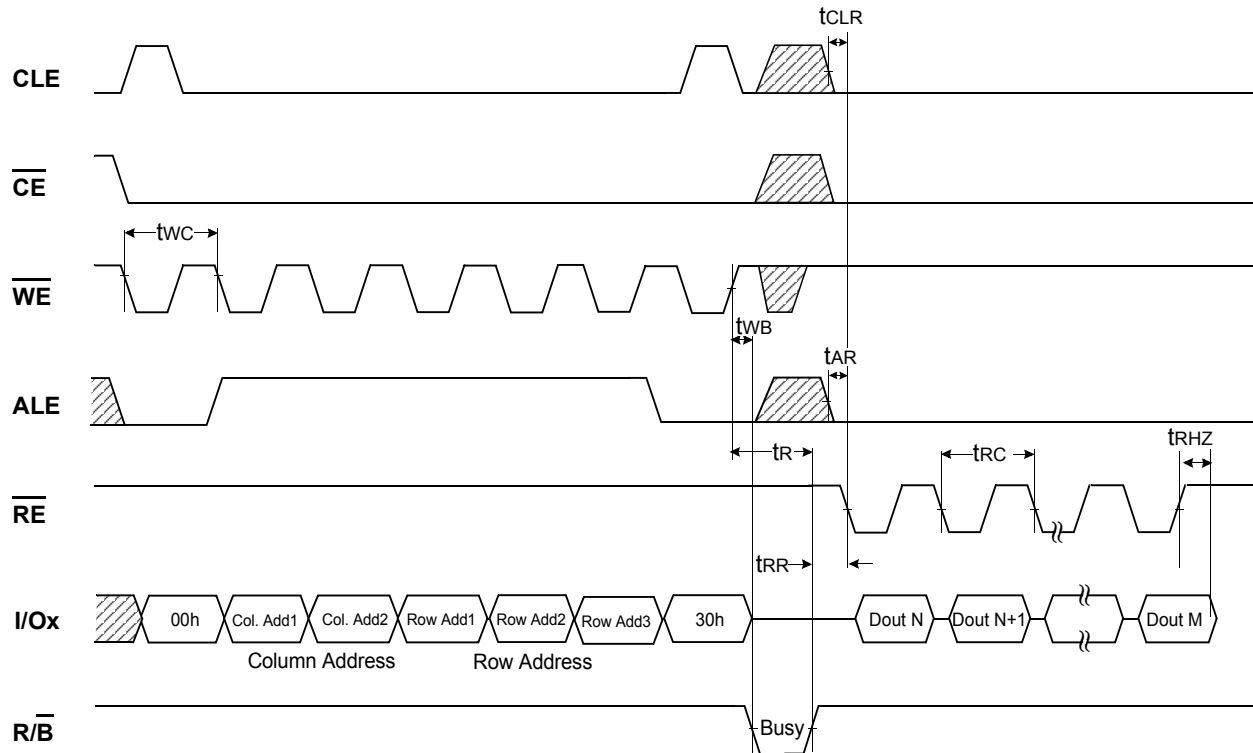 tCLR
CLE
CE
tWC
WE
tWB
tAR
ALE
tR
tRC
tRHZ
RE
tRR
I/Ox
00h
Col. Add1
Col. Add2
Row Add1
Row Add2
Row Add3
30h
Dout N
Dout N+1
Dout M
Column Address
Row Address
R/B
Busy